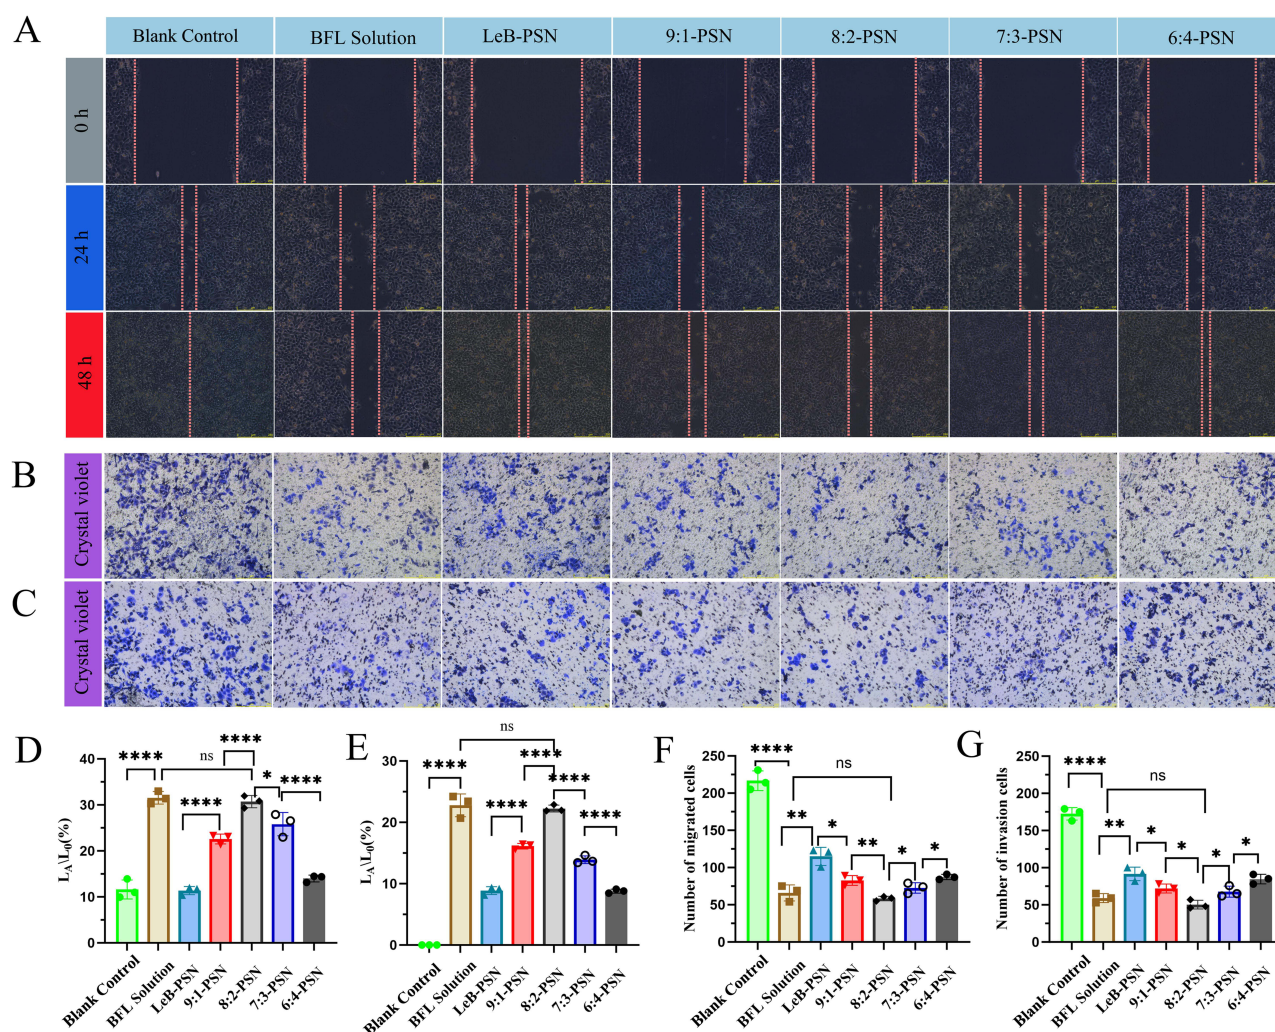 A
Blank Control
BFL Solution
LeB-PSN
9:1-PSN
8:2-PSN
7:3-PSN
6:4-PSN
0 h
24 h
48 h
B
Crystal violet
C
Crystal violet
D
LA\L0(%)
40
30
20
10
0
****
ns
****
****
*
****
Blank Control
BFL Solution
LeB-PSN
9:1-PSN
8:2-PSN
7:3-PSN
6:4-PSN
E
LA\L0(%)
30
20
10
0
****
ns
****
****
****
****
Blank Control
BFL Solution
LeB-PSN
9:1-PSN
8:2-PSN
7:3-PSN
6:4-PSN
F
Number of migrated cells
250
200
150
100
50
0
****
ns
**
*
**
*
*
Blank Control
BFL Solution
LeB-PSN
9:1-PSN
8:2-PSN
7:3-PSN
6:4-PSN
G
Number of invasion cells
250
200
150
100
50
0
****
ns
**
*
*
*
*
Blank Control
BFL Solution
LeB-PSN
9:1-PSN
8:2-PSN
7:3-PSN
6:4-PSN